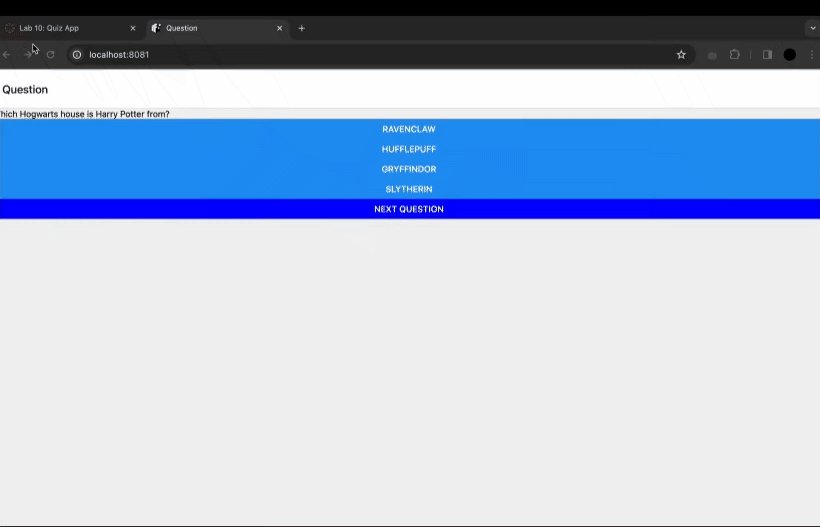 Lab 10: Quiz App
Question
localhost:8081
Question
hich Hogwarts house is Harry Potter from?
RAVENCLAW
HUFFLEPUFF
GRYFFINDOR
SLYTHERIN
NEXT QUESTION